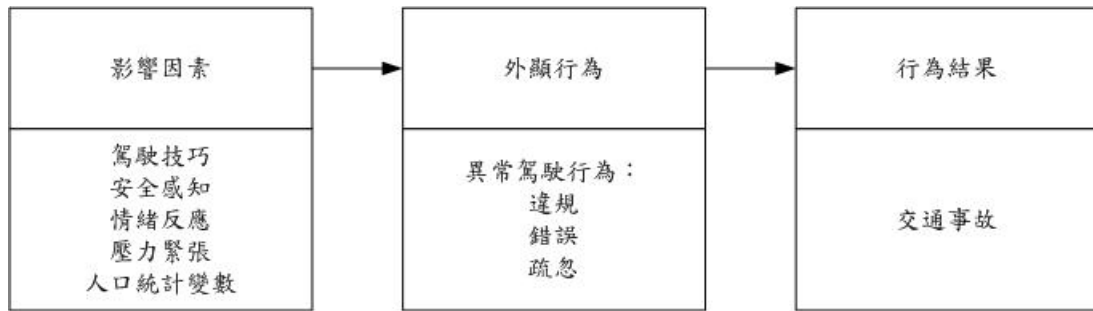 影響因素
駕駛技巧
安全感知
情緒反應
壓力緊張
人口統計變數
外顯行為
異常駕駛行為：
違規
錯誤
疏忽
行為結果
交通事故